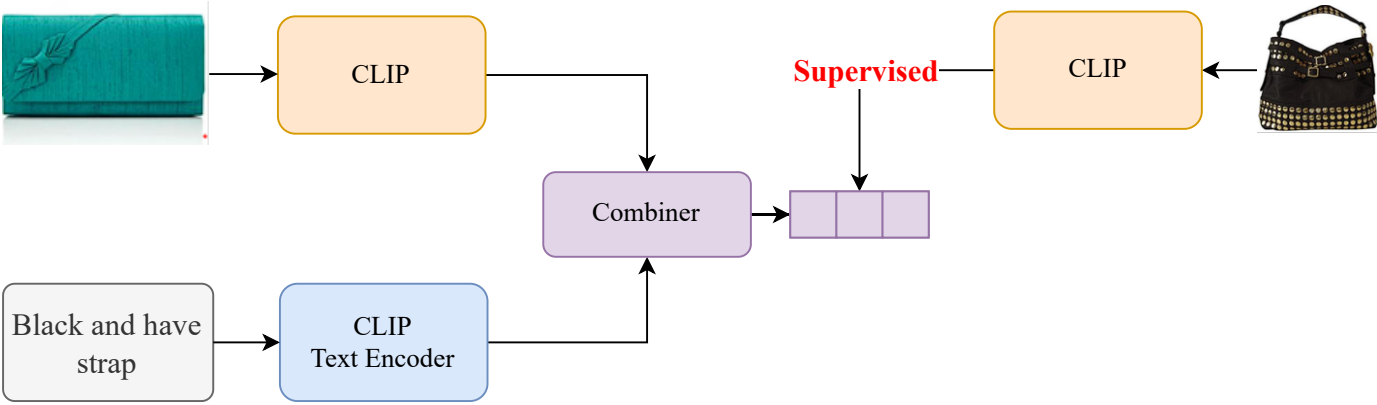 CLIP
Supervised
CLIP
Combiner
Black and have
strap
CLIP
Text Encoder